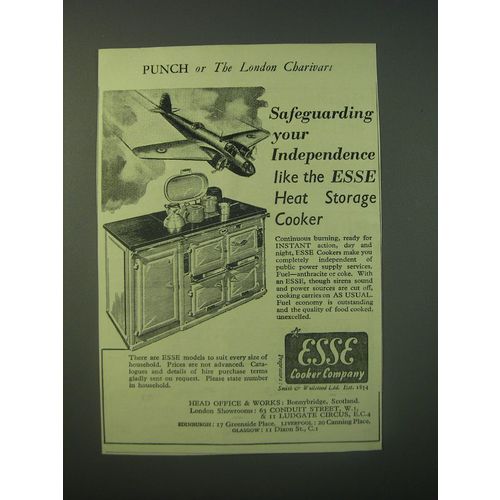 PUNCH or The London Charivari
Safeguarding
your
Independence
like the ESSE
Heat Storage
Cooker
Continuous burning, ready for
INSTANT action, day and
night, ESSE Cookers make you
completely independent of
public power supply services.
Fuel—anthracite or coke. With
an ESSE, though sirens sound
and power sources are cut off,
cooking carries on AS USUAL.
Fuel economy is outstanding
and the quality of food cooked,
unexcelled.
There are ESSE models to suit every size of
household. Prices are not advanced. Cata-
logues and details of hire purchase terms
gladly sent on request. Please state number
in household.
The
ESSE
Cooker Company
Smith & Wellstood Ltd. Est. 1854
HEAD OFFICE & WORKS: Bonnybridge, Scotland.
London Showrooms: 63 CONDUIT STREET, W.1,
& 11 LUDGATE CIRCUS, E.C.4
EDINBURGH: 17 Greenside Place, LIVERPOOL: 20 Canning Place,
GLASGOW: 11 Dixon St., C.1